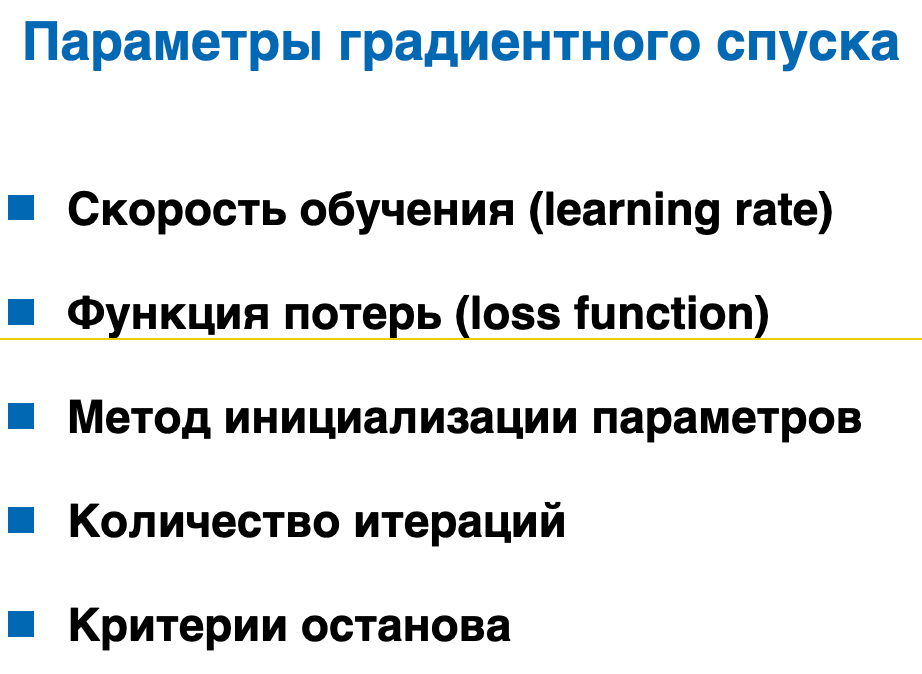 Параметры градиентного спуска
Скорость обучения (learning rate)
Функция потерь (loss function)
Метод инициализации параметров
Количество итераций
Критерии останова